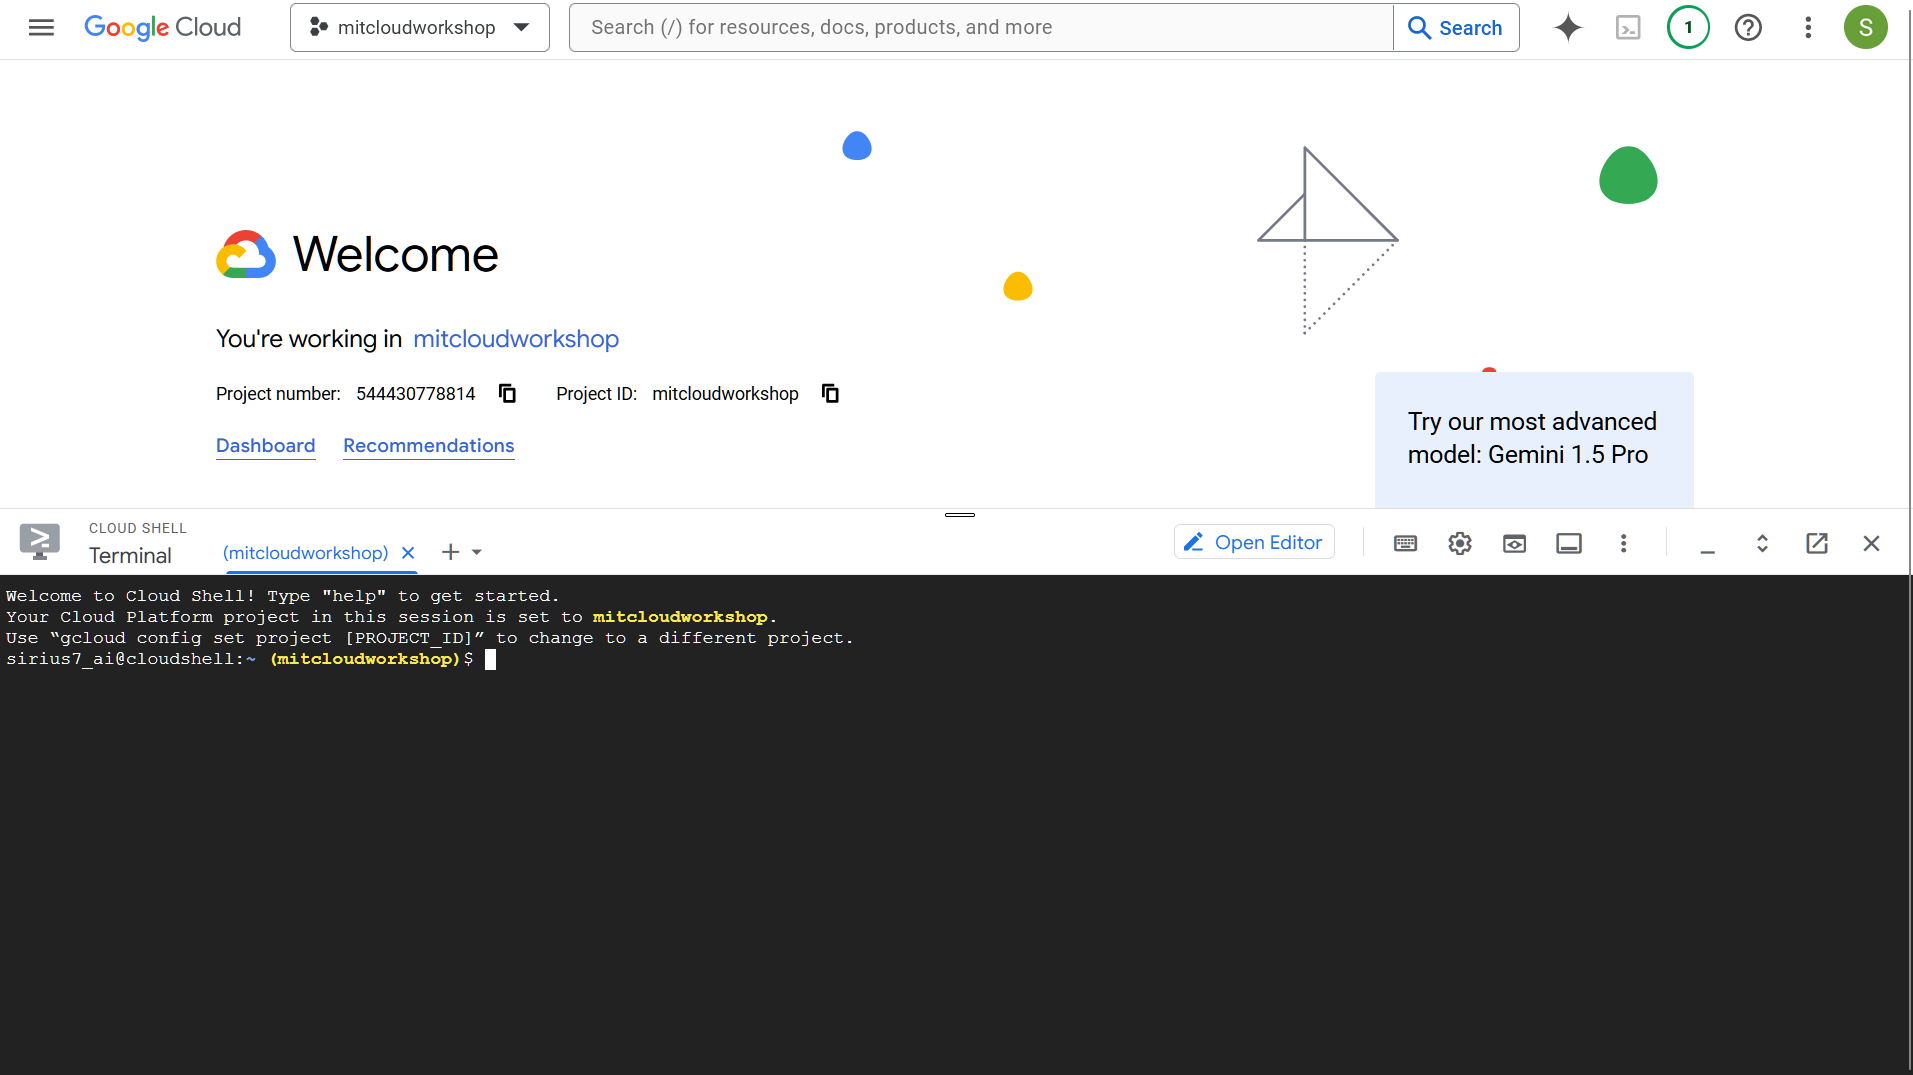 Google Cloud
mitcloudworkshop
Search (/) for resources, docs, products, and more
Search
1
S
Welcome
You're working in mitcloudworkshop
Project number: 544430778814 Project ID: mitcloudworkshop
Dashboard Recommendations
Try our most advanced
model: Gemini 1.5 Pro
CLOUD SHELL
Terminal
(mitcloudworkshop)
Open Editor
Welcome to Cloud Shell! Type "help" to get started.
Your Cloud Platform project in this session is set to mitcloudworkshop.
Use “gcloud config set project [PROJECT_ID]” to change to a different project.
sirius7_ai@cloudshell:~ (mitcloudworkshop)$